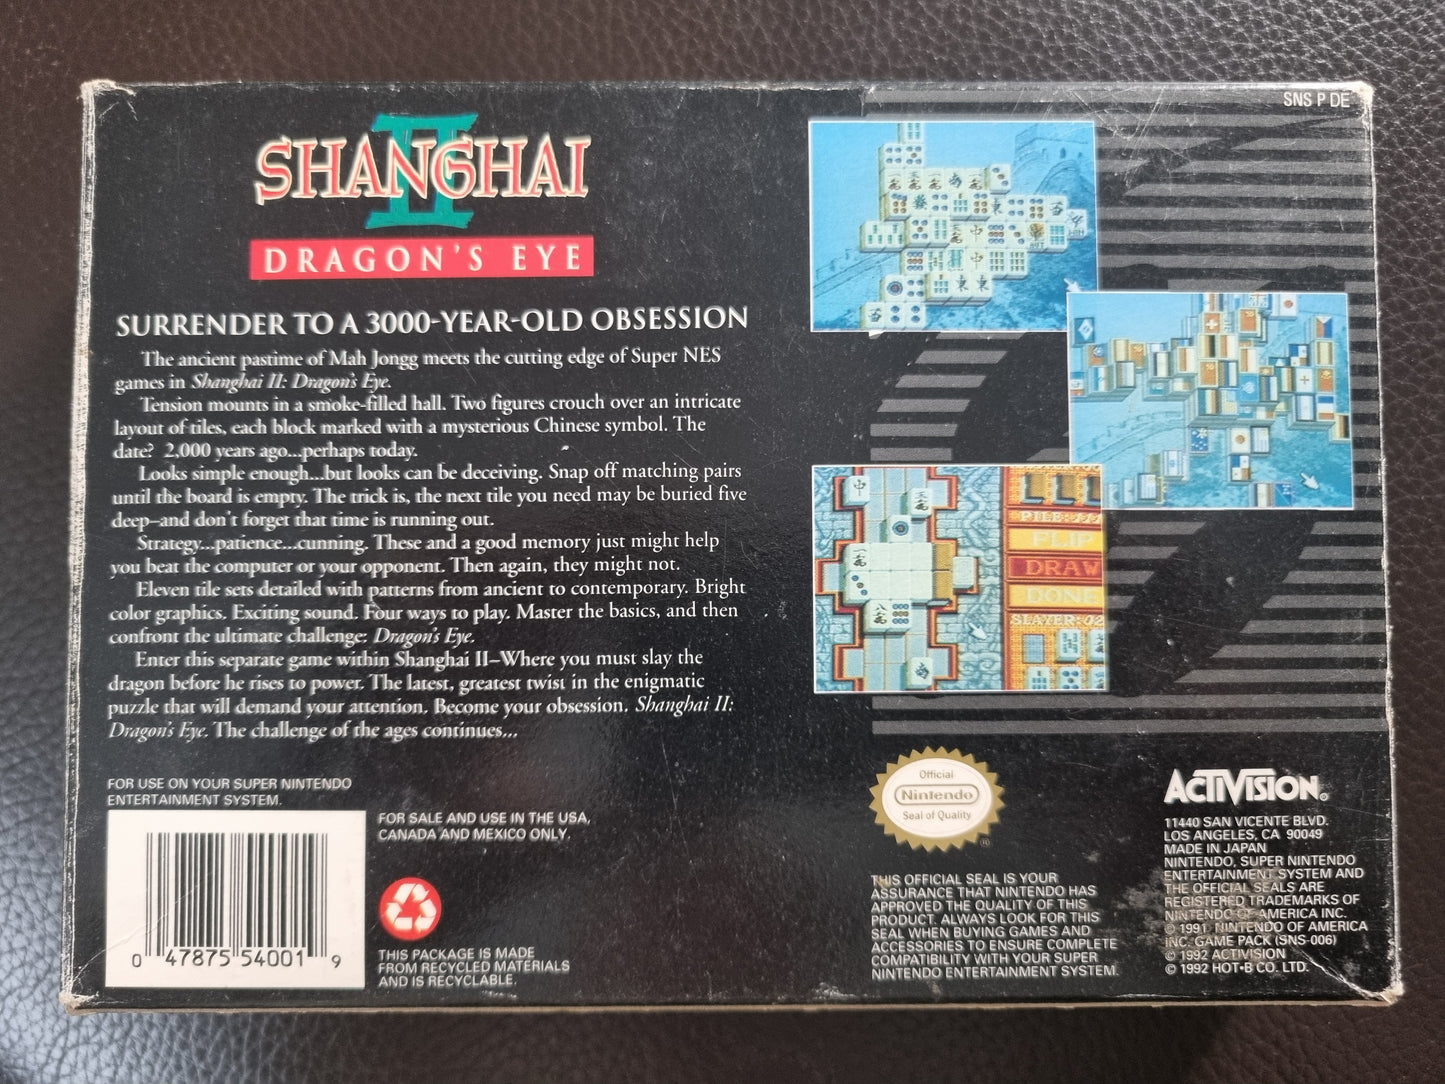 SNS P DE
SHANGHAI
II
DRAGON'S EYE
SURRENDER TO A 3000-YEAR-OLD OBSESSION
The ancient pastime of Mah Jongg meets the cutting edge of Super NES
games in Shanghai II: Dragon's Eye.
Tension mounts in a smoke-filled hall. Two figures crouch over an intricate
layout of tiles, each block marked with a mysterious Chinese symbol. The
date? 2,000 years ago...perhaps today.
Looks simple enough...but looks can be deceiving. Snap off matching pairs
until the board is empty. The trick is, the next tile you need may be buried five
deep–and don't forget that time is running out.
Strategy...patience...cunning. These and a good memory just might help
you beat the computer or your opponent. Then again, they might not.
Eleven tile sets detailed with patterns from ancient to contemporary. Bright
color graphics. Exciting sound. Four ways to play. Master the basics, and then
confront the ultimate challenge: Dragon's Eye.
Enter this separate game within Shanghai II–Where you must slay the
dragon before he rises to power. The latest, greatest twist in the enigmatic
puzzle that will demand your attention. Become your obsession. Shanghai II:
Dragon's Eye. The challenge of the ages continues...
FLIP
DRAW
DONE
SLAYER:02
FOR USE ON YOUR SUPER NINTENDO
ENTERTAINMENT SYSTEM.
FOR SALE AND USE IN THE USA,
CANADA AND MEXICO ONLY.
0 47875 54001 9
THIS PACKAGE IS MADE
FROM RECYCLED MATERIALS
AND IS RECYCLABLE.
Official
Nintendo
Seal of Quality
®
THIS OFFICIAL SEAL IS YOUR
ASSURANCE THAT NINTENDO HAS
APPROVED THE QUALITY OF THIS
PRODUCT. ALWAYS LOOK FOR THIS
SEAL WHEN BUYING GAMES AND
ACCESSORIES TO ENSURE COMPLETE
COMPATIBILITY WITH YOUR SUPER
NINTENDO ENTERTAINMENT SYSTEM.
ACTIVISION®
11440 SAN VICENTE BLVD.
LOS ANGELES, CA 90049
MADE IN JAPAN
NINTENDO, SUPER NINTENDO
ENTERTAINMENT SYSTEM AND
THE OFFICIAL SEALS ARE
REGISTERED TRADEMARKS OF
NINTENDO OF AMERICA INC.
© 1991 NINTENDO OF AMERICA
INC. GAME PACK (SNS-006)
© 1992 ACTIVISION
© 1992 HOT•B CO. LTD.